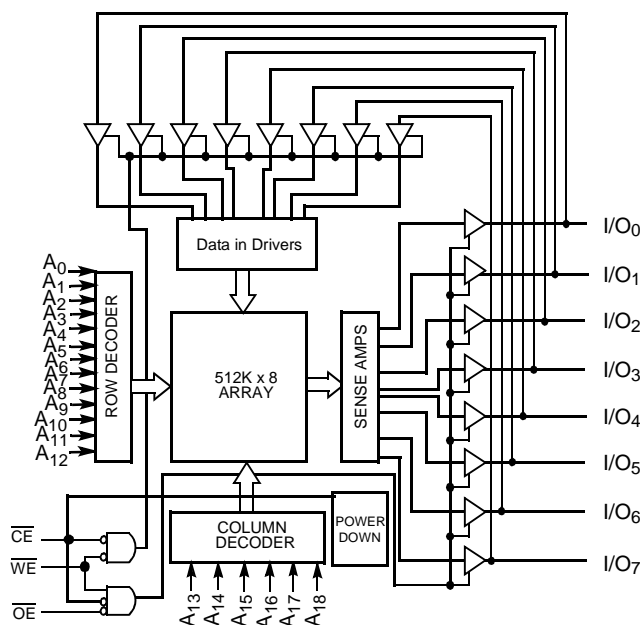 Data in Drivers
I/O0
I/O1
I/O2
I/O3
I/O4
I/O5
I/O6
I/O7
A0
A1
A2
A3
A4
A5
A6
A7
A8
A9
A10
A11
A12
ROW DECODER
512K x 8
ARRAY
SENSE AMPS
COLUMN
DECODER
POWER
DOWN
CE
WE
OE
A13
A14
A15
A16
A17
A18